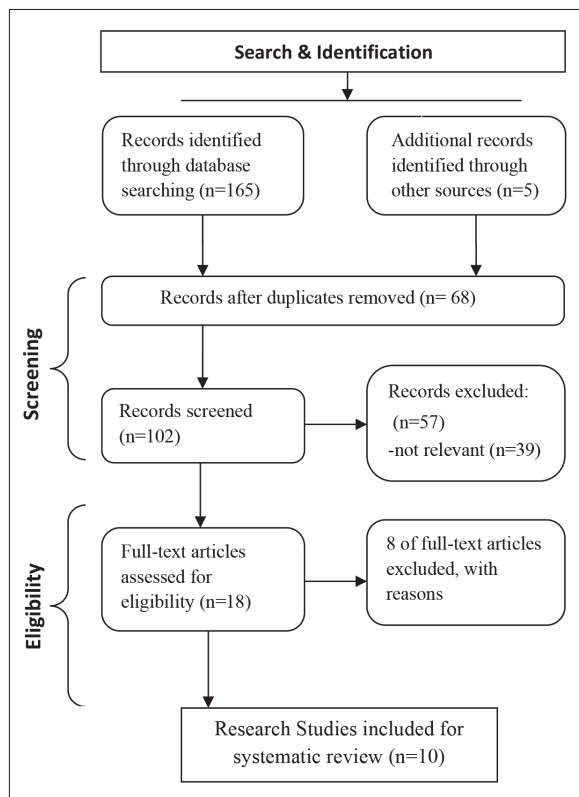 Search & Identification
Records identified
through database
searching (n=165)
Additional records
identified through
other sources (n=5)
Records after duplicates removed (n= 68)
Screening
Records screened
(n=102)
Records excluded:
(n=57)
-not relevant (n=39)
Eligibility
Full-text articles
assessed for
eligibility (n=18)
8 of full-text articles
excluded, with
reasons
Research Studies included for
systematic review (n=10)